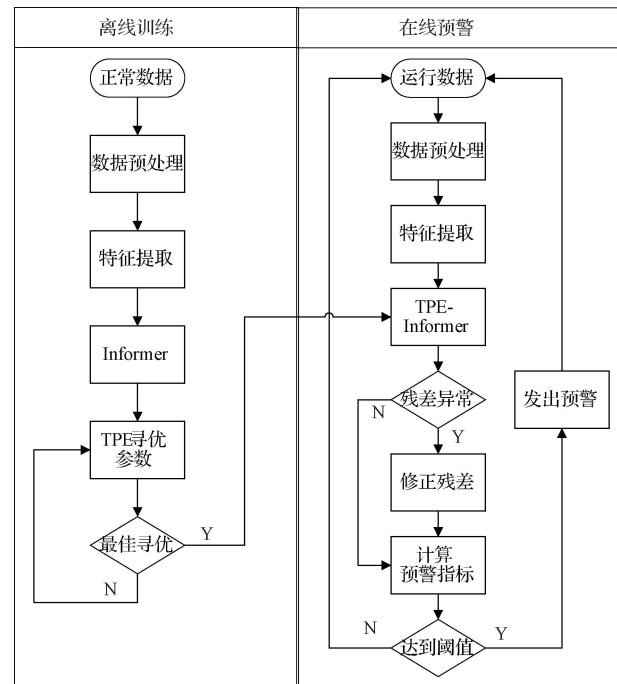 离线训练
正常数据
数据预处理
特征提取
Informer
TPE寻优
参数
最佳寻优
Y
N
在线预警
运行数据
数据预处理
特征提取
TPE-
Informer
残差异常
N
Y
修正残差
计算
预警指标
达到阈值
N
Y
发出预警